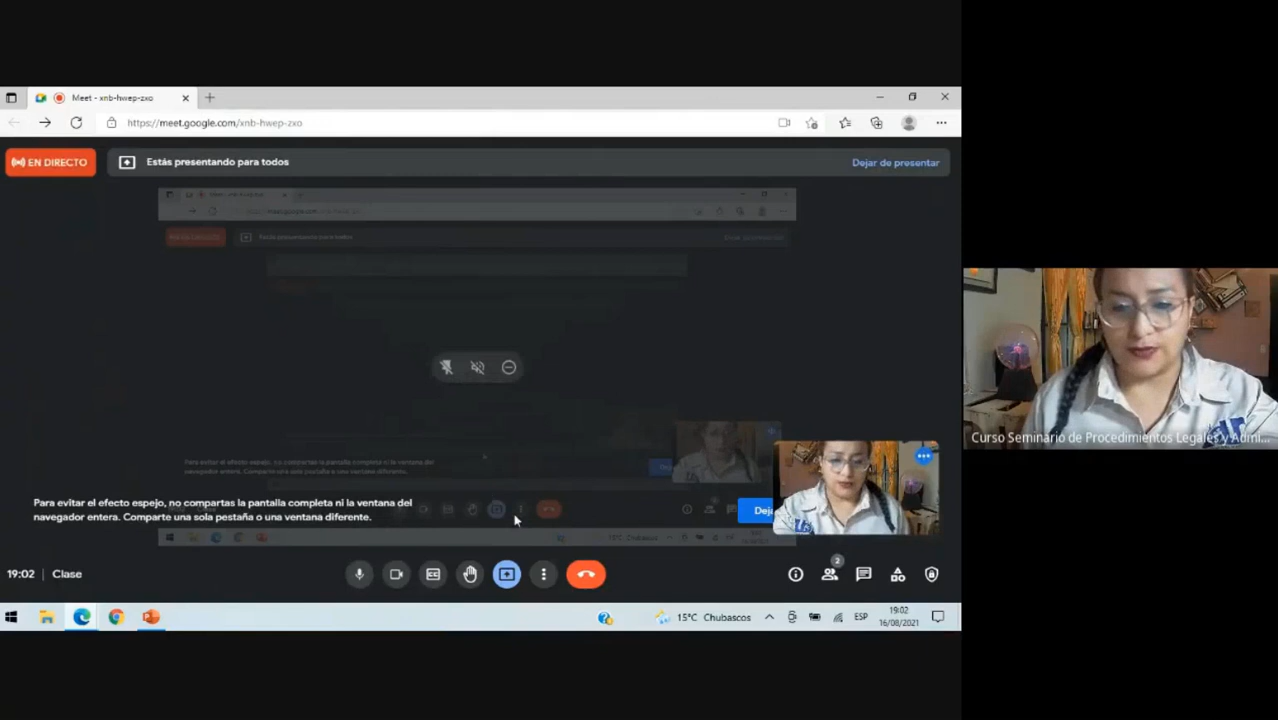 Meet - xnb-hwep-zxo
https://meet.google.com/xnb-hwep-zxo
EN DIRECTO
Estás presentando para todos
Dejar de presentar
Para evitar el efecto espejo, no compartas la pantalla completa ni la ventana del
navegador entera. Comparte una sola pestaña o una ventana diferente.
Deja
Curso Seminario de Procedimientos Legales y Admi...
19:02 | Clase
2
15°C Chubascos
ESP
19:02
16/08/2021